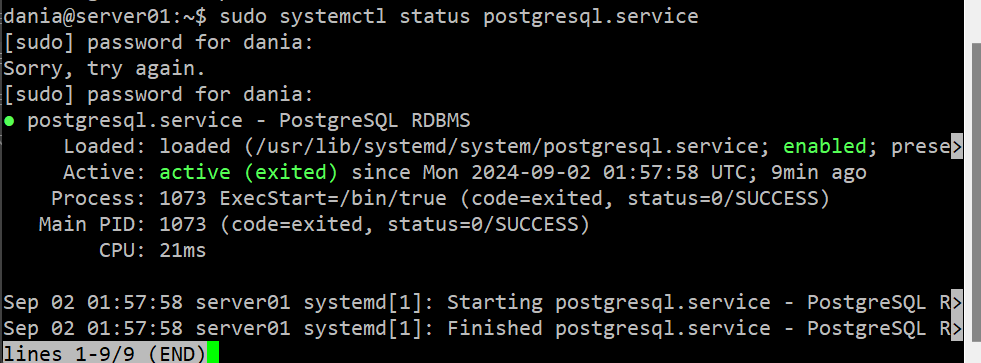 dania@server01:~$ sudo systemctl status postgresql.service
[sudo] password for dania:
Sorry, try again.
[sudo] password for dania:
● postgresql.service - PostgreSQL RDBMS
     Loaded: loaded (/usr/lib/systemd/system/postgresql.service; enabled; prese>
     Active: active (exited) since Mon 2024-09-02 01:57:58 UTC; 9min ago
    Process: 1073 ExecStart=/bin/true (code=exited, status=0/SUCCESS)
   Main PID: 1073 (code=exited, status=0/SUCCESS)
        CPU: 21ms

Sep 02 01:57:58 server01 systemd[1]: Starting postgresql.service - PostgreSQL R>
Sep 02 01:57:58 server01 systemd[1]: Finished postgresql.service - PostgreSQL R>
lines 1-9/9 (END)